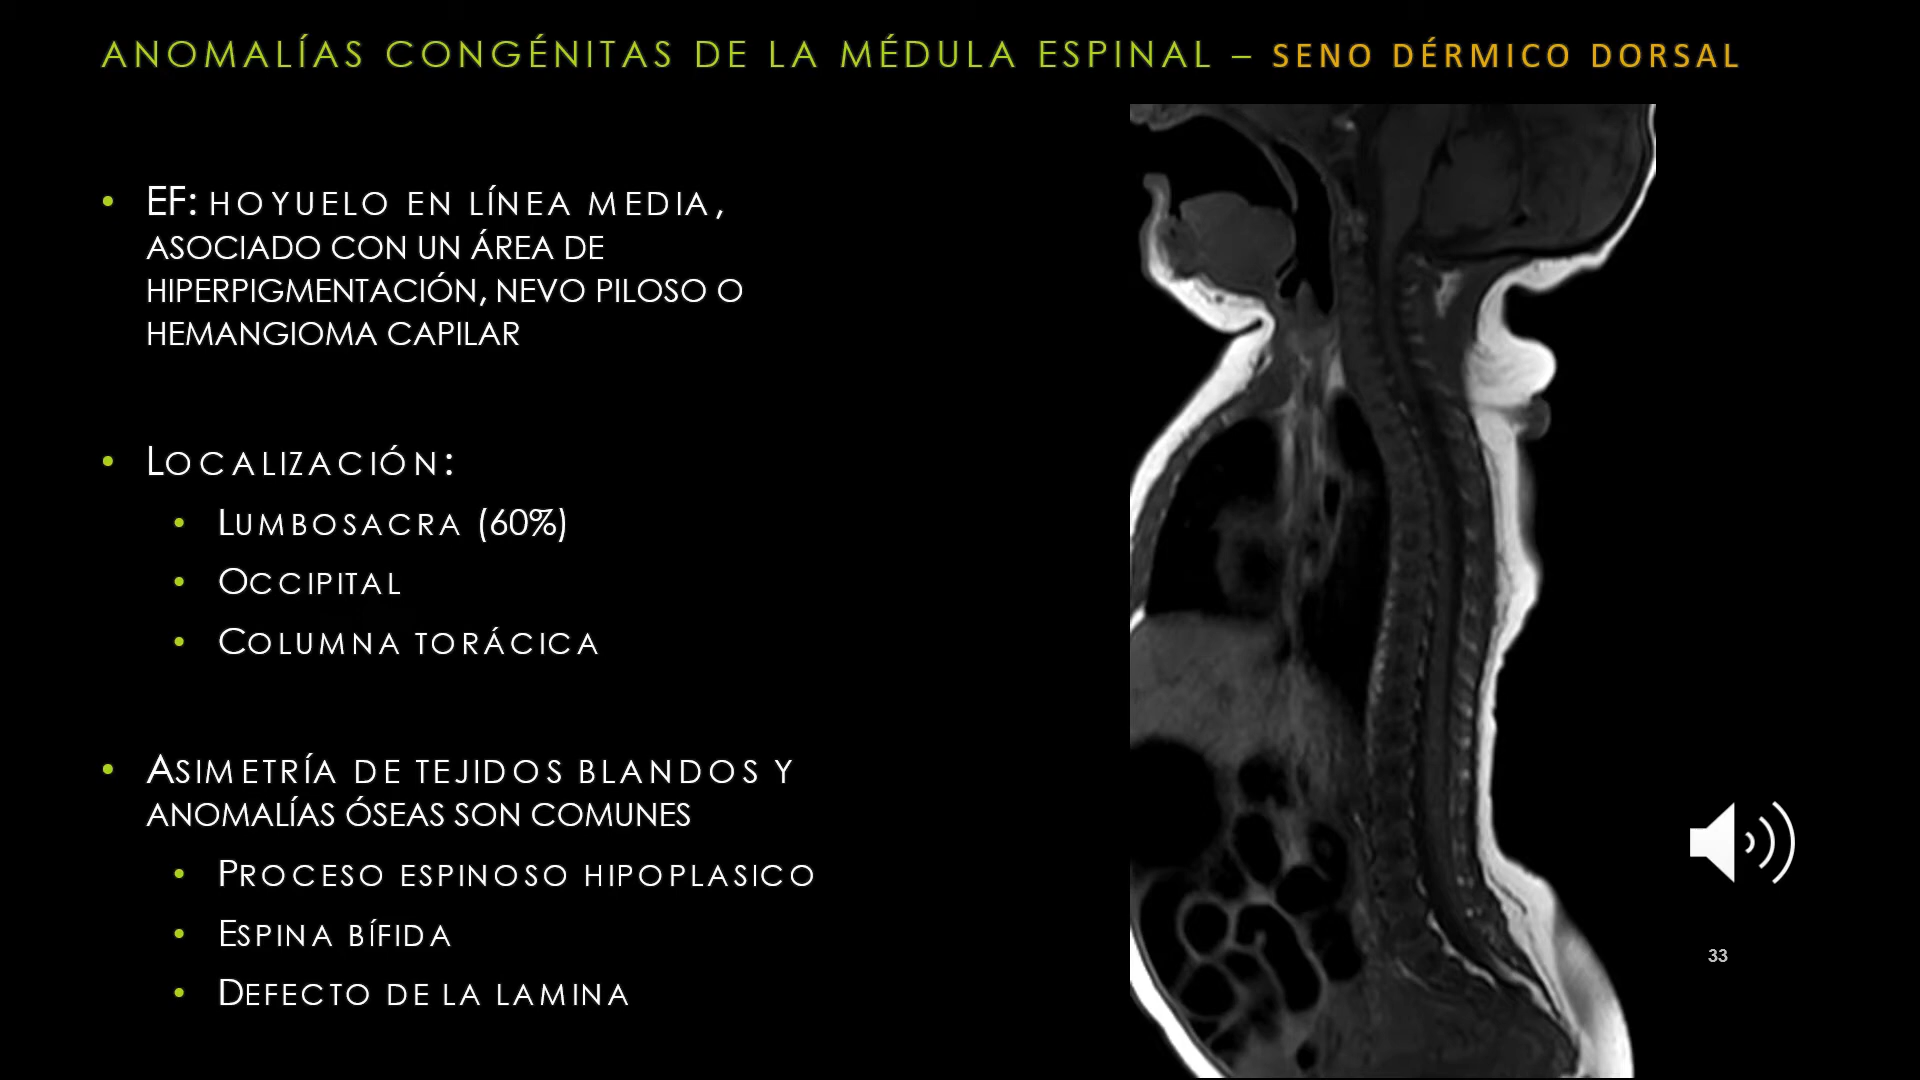 ANOMALÍAS CONGÉNITAS DE LA MÉDULA ESPINAL – SENO DÉRMICO DORSAL
• EF: HOYUELO EN LÍNEA MEDIA,
ASOCIADO CON UN ÁREA DE
HIPERPIGMENTACIÓN, NEVO PILOSO O
HEMANGIOMA CAPILAR
• LOCALIZACIÓN:
• LUMBOSACRA (60%)
• OCCIPITAL
• COLUMNA TORÁCICA
• ASIMETRÍA DE TEJIDOS BLANDOS Y
ANOMALÍAS ÓSEAS SON COMUNES
• PROCESO ESPINOSO HIPOPLASICO
• ESPINA BÍFIDA
• DEFECTO DE LA LAMINA
33